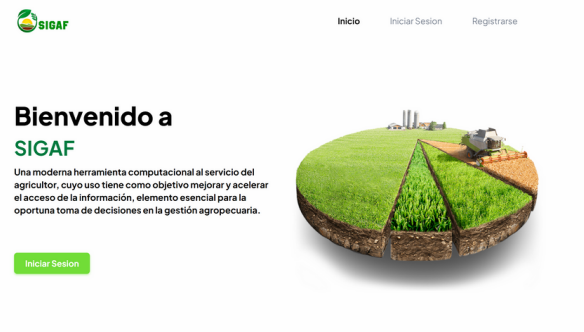 SIGAF
Inicio
Iniciar Sesion
Registrarse
Bienvenido a
SIGAF
Una moderna herramienta computacional al servicio del
agricultor, cuyo uso tiene como objetivo mejorar y acelerar
el acceso de la información, elemento esencial para la
oportuna toma de decisiones en la gestión agropecuaria.
Iniciar Sesion